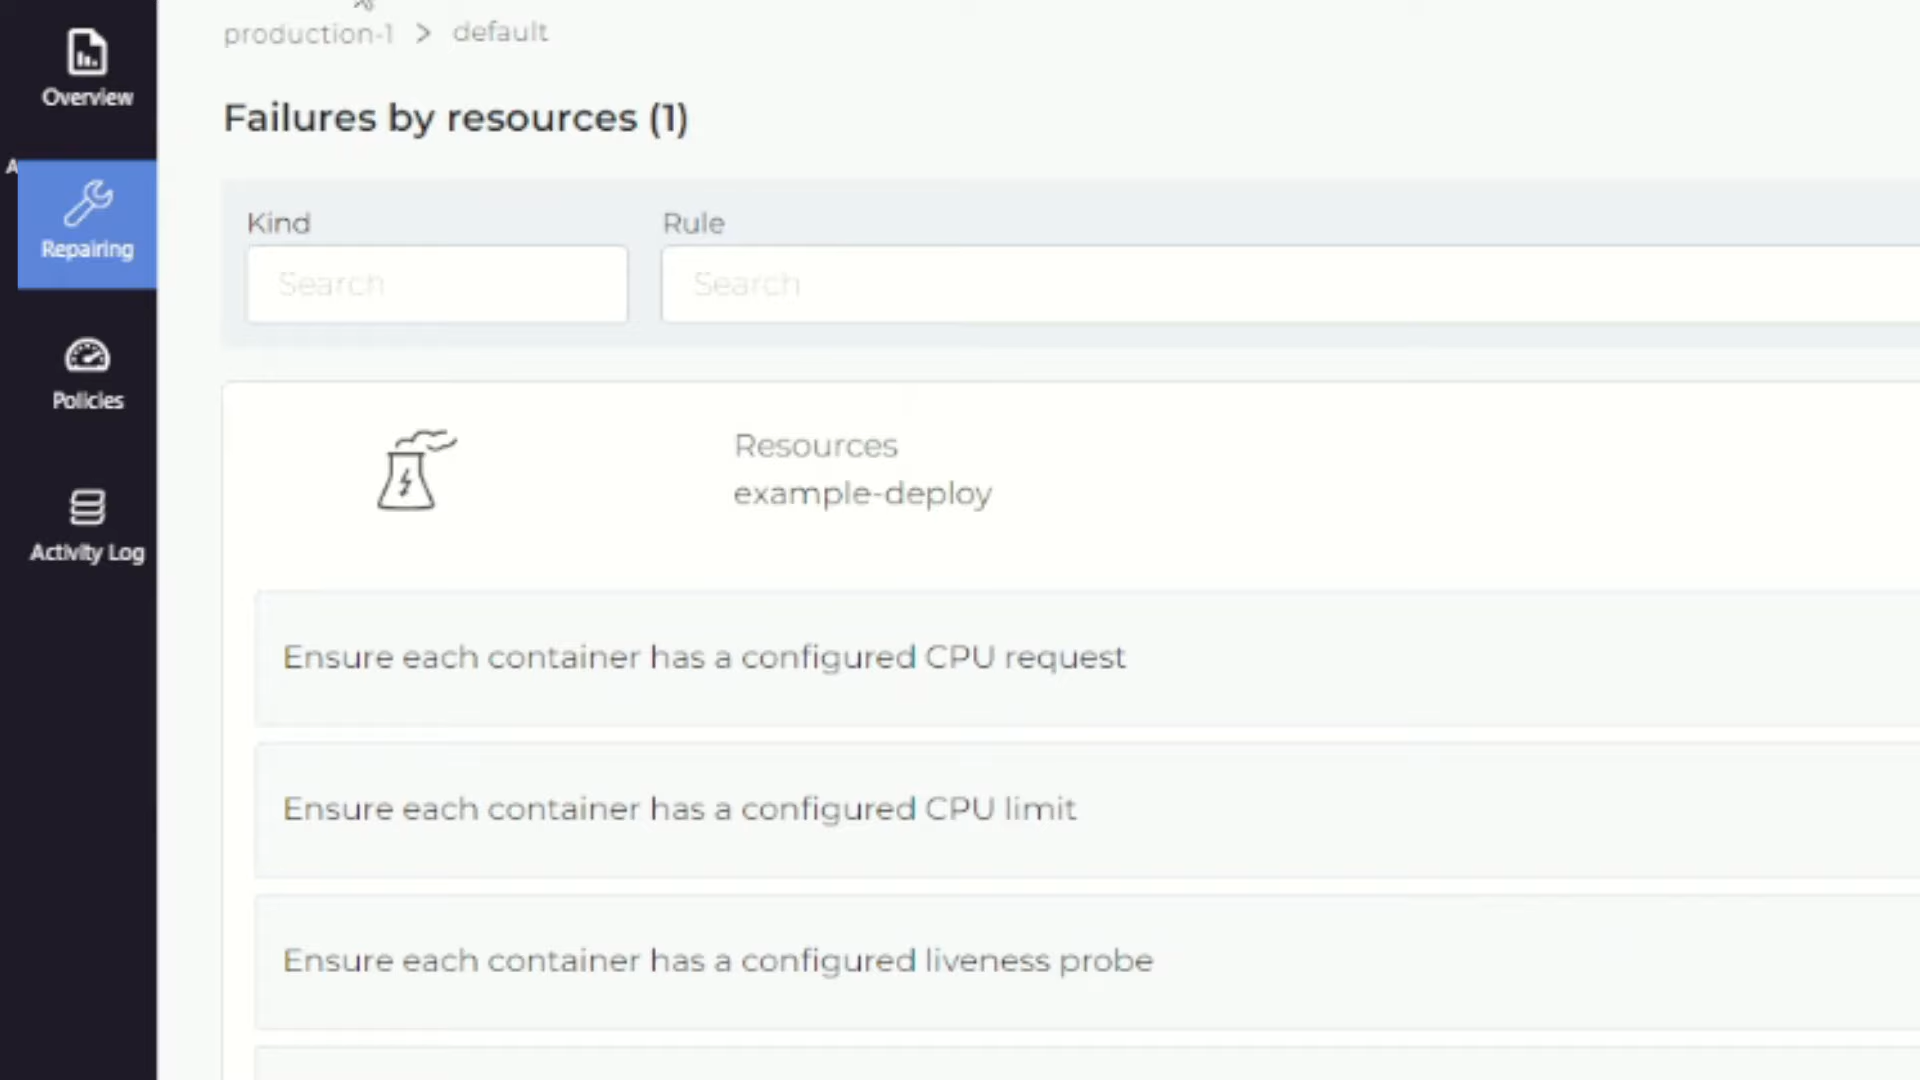 production-1 > default
Failures by resources (1)
Overview
A
Repairing
Policies
Activity Log
Kind
Rule
Search
Search
Resources
example-deploy
Ensure each container has a configured CPU request
Ensure each container has a configured CPU limit
Ensure each container has a configured liveness probe